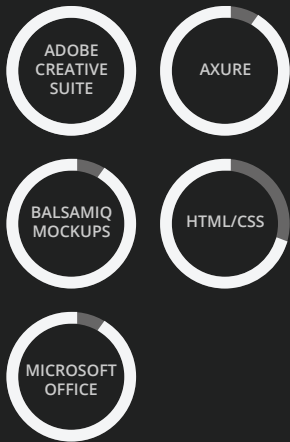 ADOBE
CREATIVE
SUITE
AXURE
BALSAMIQ
MOCKUPS
HTML/CSS
MICROSOFT
OFFICE